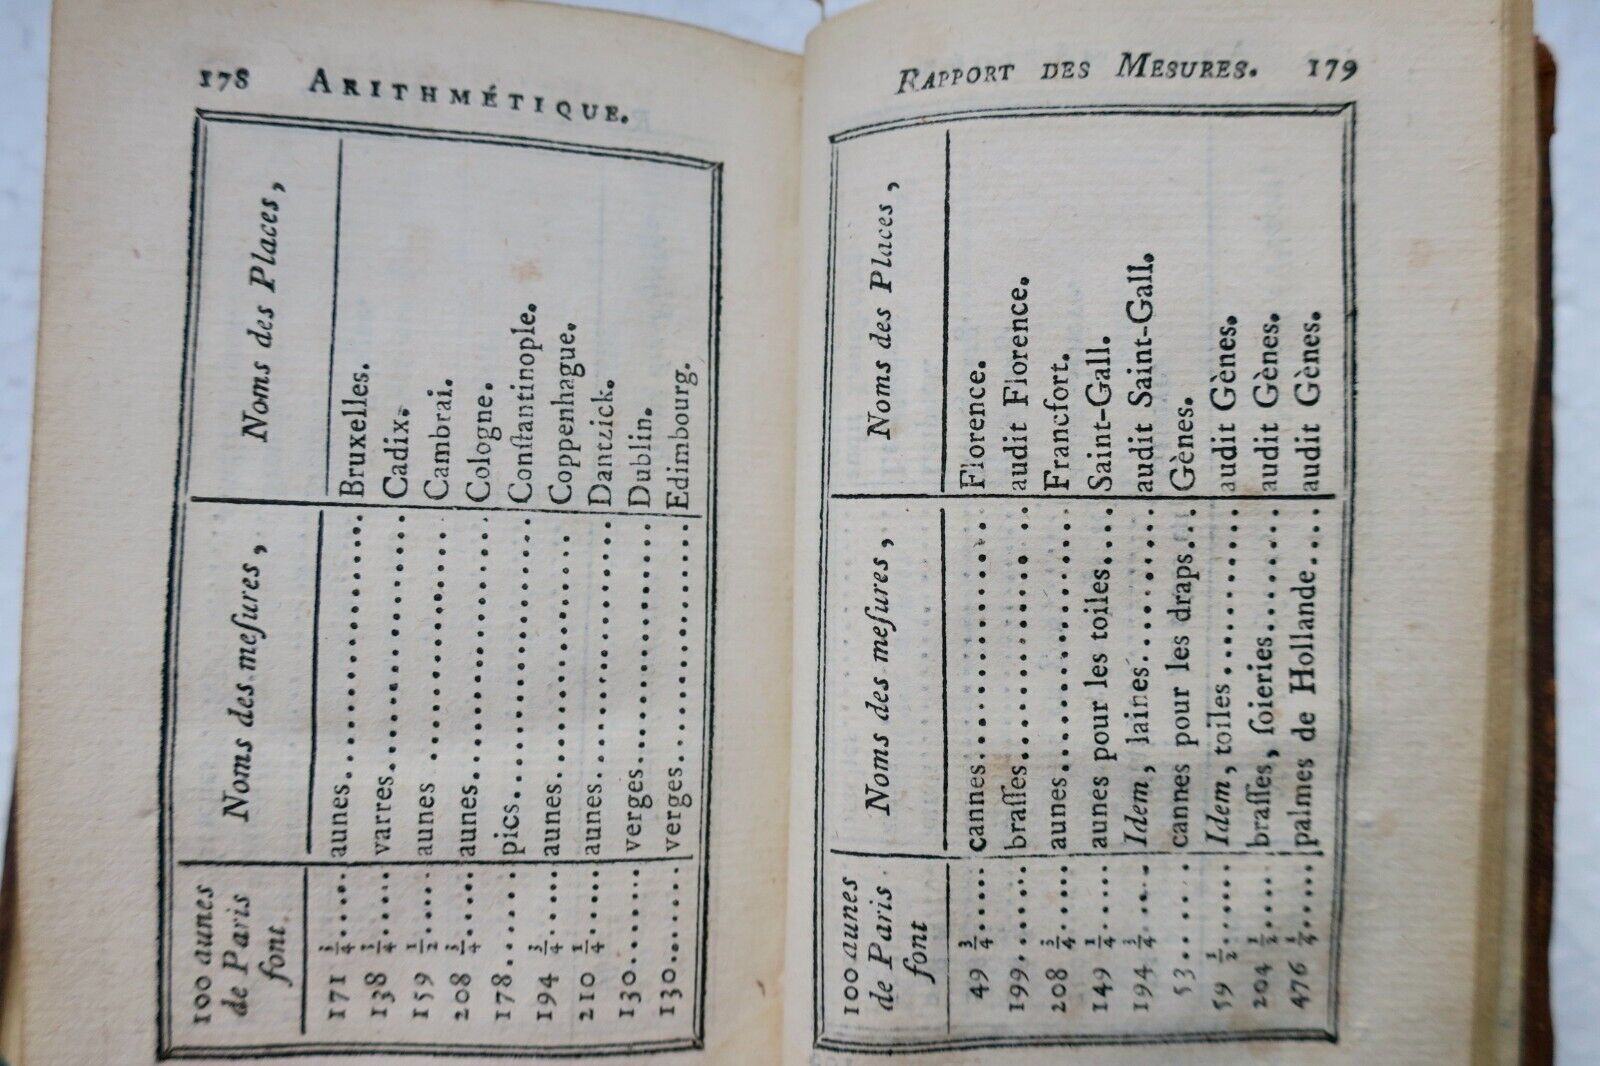 178 ARITHMÉTIQUE.
100 aunes
de Paris
font
Noms des meſures,
Noms des Places,
171 3/4..... aunes.................. Bruxelles.
138 3/4..... varres.................. Cadix.
159 1/2..... aunes .................. Cambrai.
208 3/4..... aunes.................. Cologne.
178........ pics.................. Conſtantinople.
194 3/4..... aunes.................. Coppenhague.
210 1/4..... aunes.................. Dantzick.
130........ verges.................. Dublin.
130........ verges.................. Edimbourg.
RAPPORT DES MESURES. 179
100 aunes
de Paris
font
Noms des meſures,
Noms des Places,
49 3/4..... cannes.................. Florence.
199....... braſſes.................. audit Florence.
208 3/4..... aunes.................. Francfort.
149 1/4..... aunes pour les toiles.... Saint-Gall.
194 3/4..... Idem, laines.......... audit Saint-Gall.
53....... cannes pour les draps... Gènes.
59 1/2..... Idem, toiles.......... audit Gènes.
204 1/2..... braſſes, ſoieries....... audit Gènes.
476 1/4..... palmes de Hollande.... audit Gènes.